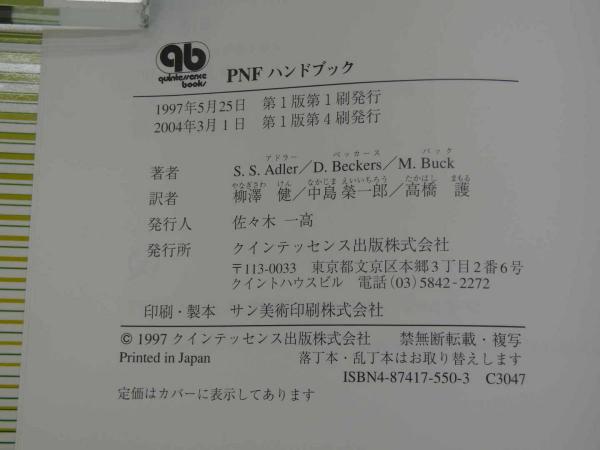 qb
quintessence
books
PNF ハンドブック
1997年5月25日 第1版第1刷発行
2004年3月1日 第1版第4刷発行
アドラー ベッカース バック
著者 S. S. Adler／D. Beckers／M. Buck
やなぎさわ けん なかじま えいいちろう たかはし まもる
訳者 柳澤 健／中島 榮一郎／高橋 護
発行人 佐々木 一高
発行所 クインテッセンス出版株式会社
〒113-0033 東京都文京区本郷3丁目2番6号
クイントハウスビル 電話 (03) 5842-2272
印刷・製本 サン美術印刷株式会社
© 1997 クインテッセンス出版株式会社 禁無断転載・複写
Printed in Japan 落丁本・乱丁本はお取り替えします
ISBN4-87417-550-3 C3047
定価はカバーに表示してあります